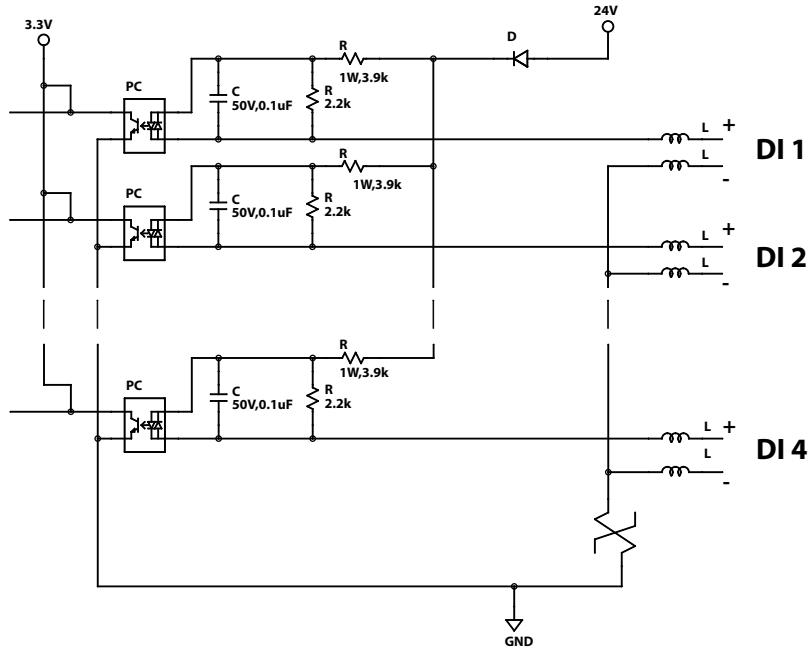 3.3V
24V
D
R
1W,3.9k
PC
C
50V,0.1uF
R
2.2k
L
+
L
-
DI 1
R
1W,3.9k
PC
C
50V,0.1uF
R
2.2k
L
+
L
-
DI 2
R
1W,3.9k
PC
C
50V,0.1uF
R
2.2k
L
+
L
-
DI 4
GND